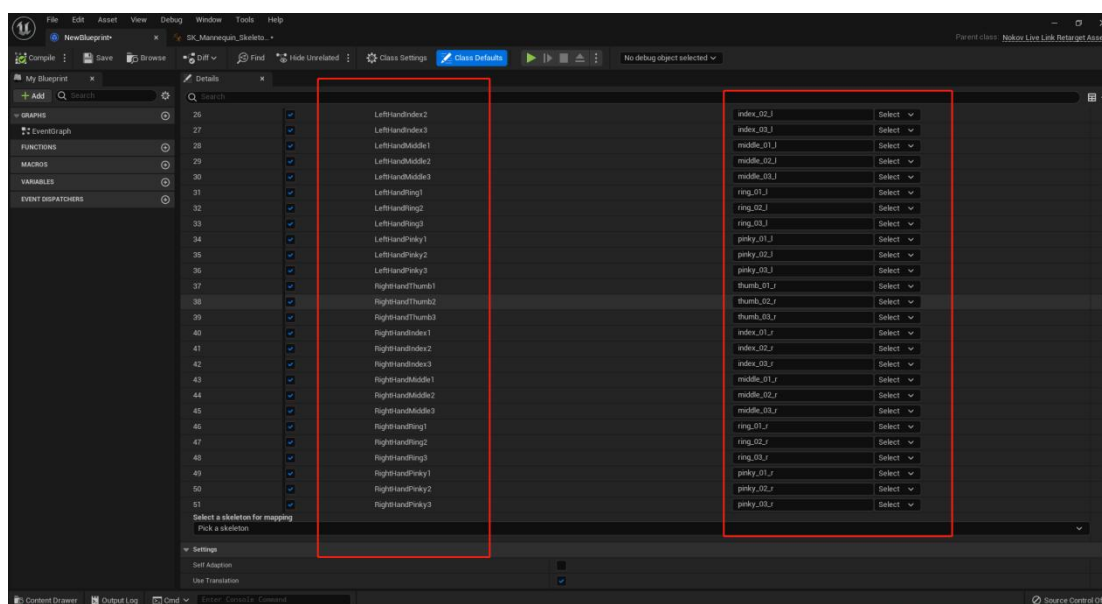 File Edit Asset View Debug Window Tools Help
NewBlueprint• SK_Mannequin_Skeleto..•
Parent class: Nokov Live Link Retarget Asse
Compile Save Browse Diff Find Hide Unrelated Class Settings Class Defaults No debug object selected
My Blueprint Details
Add Search Search
GRAPHS
EventGraph
FUNCTIONS
MACROS
VARIABLES
EVENT DISPATCHERS
26 LeftHandIndex2 index_02_l Select
27 LeftHandIndex3 index_03_l Select
28 LeftHandMiddle1 middle_01_l Select
29 LeftHandMiddle2 middle_02_l Select
30 LeftHandMiddle3 middle_03_l Select
31 LeftHandRing1 ring_01_l Select
32 LeftHandRing2 ring_02_l Select
33 LeftHandRing3 ring_03_l Select
34 LeftHandPinky1 pinky_01_l Select
35 LeftHandPinky2 pinky_02_l Select
36 LeftHandPinky3 pinky_03_l Select
37 RightHandThumb1 thumb_01_r Select
38 RightHandThumb2 thumb_02_r Select
39 RightHandThumb3 thumb_03_r Select
40 RightHandIndex1 index_01_r Select
41 RightHandIndex2 index_02_r Select
42 RightHandIndex3 index_03_r Select
43 RightHandMiddle1 middle_01_r Select
44 RightHandMiddle2 middle_02_r Select
45 RightHandMiddle3 middle_03_r Select
46 RightHandRing1 ring_01_r Select
47 RightHandRing2 ring_02_r Select
48 RightHandRing3 ring_03_r Select
49 RightHandPinky1 pinky_01_r Select
50 RightHandPinky2 pinky_02_r Select
51 RightHandPinky3 pinky_03_r Select
Select a skeleton for mapping
Pick a skeleton
Settings
Self Adaption
Use Translation
Content Drawer Output Log Cmd Enter Console Command Source Control Of